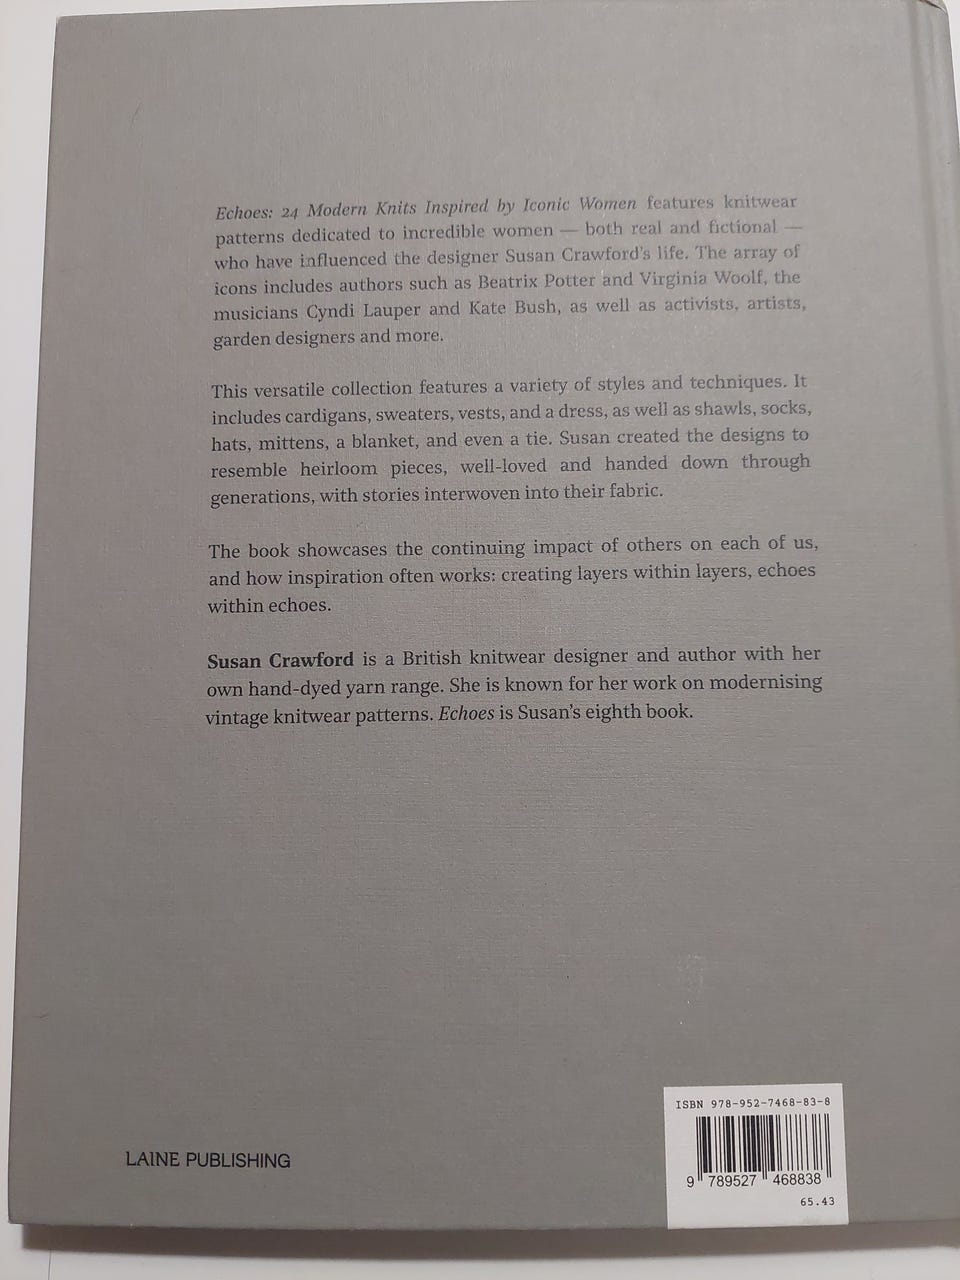 Echoes: 24 Modern Knits Inspired by Iconic Women features knitwear
patterns dedicated to incredible women — both real and fictional —
who have influenced the designer Susan Crawford's life. The array of
icons includes authors such as Beatrix Potter and Virginia Woolf, the
musicians Cyndi Lauper and Kate Bush, as well as activists, artists,
garden designers and more.
This versatile collection features a variety of styles and techniques. It
includes cardigans, sweaters, vests, and a dress, as well as shawls, socks,
hats, mittens, a blanket, and even a tie. Susan created the designs to
resemble heirloom pieces, well-loved and handed down through
generations, with stories interwoven into their fabric.
The book showcases the continuing impact of others on each of us,
and how inspiration often works: creating layers within layers, echoes
within echoes.
Susan Crawford is a British knitwear designer and author with her
own hand-dyed yarn range. She is known for her work on modernising
vintage knitwear patterns. Echoes is Susan's eighth book.
LAINE PUBLISHING
ISBN 978-952-7468-83-8
9 789527 468838
65.43